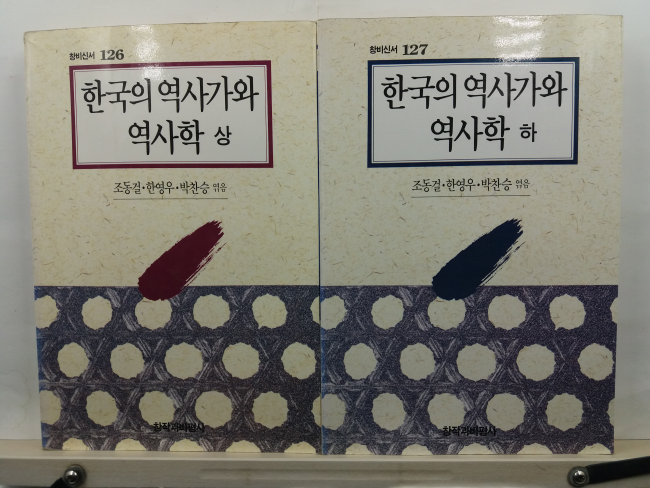 창비신서 126
한국의 역사가와
역사학 상
조동걸·한영우·박찬승 엮음
창작과비평사
창비신서 127
한국의 역사가와
역사학 하
조동걸·한영우·박찬승 엮음
창작과비평사